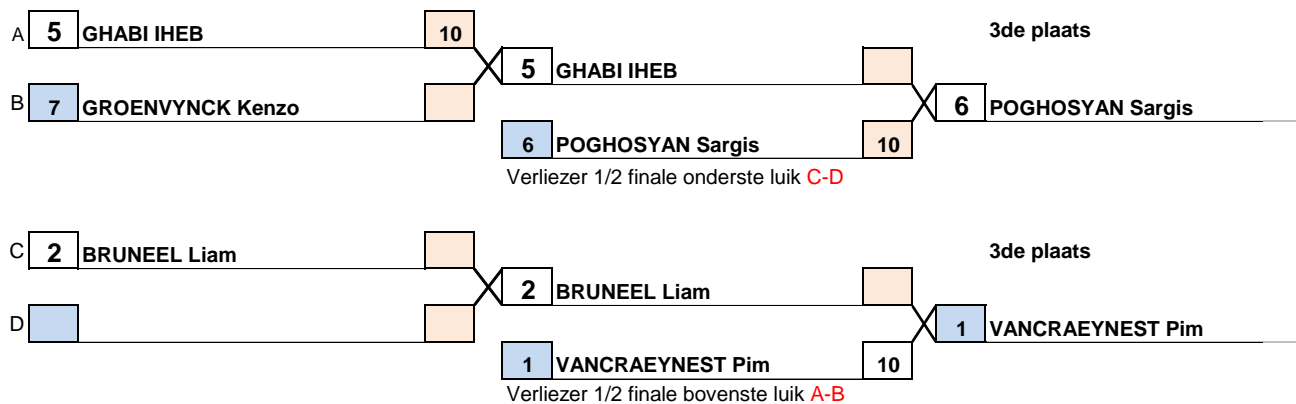 A 5 GHABI IHEB 10 3de plaats
5 GHABI IHEB
B 7 GROENVYNCK Kenzo 6 POGHOSYAN Sargis
6 POGHOSYAN Sargis 10
Verliezer 1/2 finale onderste luik C-D
C 2 BRUNEEL Liam 3de plaats
2 BRUNEEL Liam
D 1 VANCRAEYNEST Pim
1 VANCRAEYNEST Pim 10
Verliezer 1/2 finale bovenste luik A-B